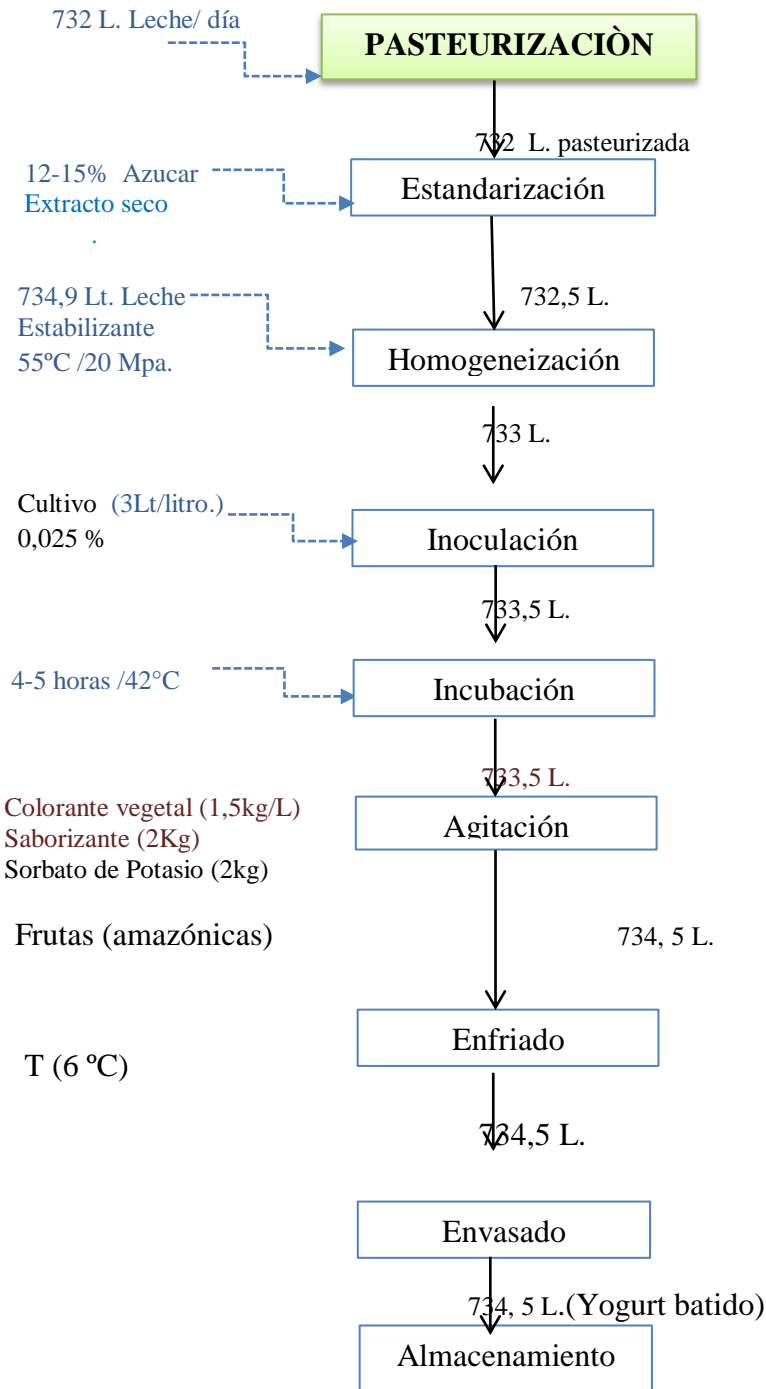 732 L. Leche/ día
PASTEURIZACIÒN
732 L. pasteurizada
12-15% Azucar
Extracto seco
.
Estandarización
734,9 Lt. Leche
Estabilizante
55ºC /20 Mpa.
732,5 L.
Homogeneización
733 L.
Cultivo (3Lt/litro.)
0,025 %
Inoculación
733,5 L.
4-5 horas /42°C
Incubación
733,5 L.
Colorante vegetal (1,5kg/L)
Saborizante (2Kg)
Sorbato de Potasio (2kg)
Agitación
Frutas (amazónicas)
734, 5 L.
Enfriado
T (6 ºC)
734,5 L.
Envasado
734, 5 L.(Yogurt batido)
Almacenamiento